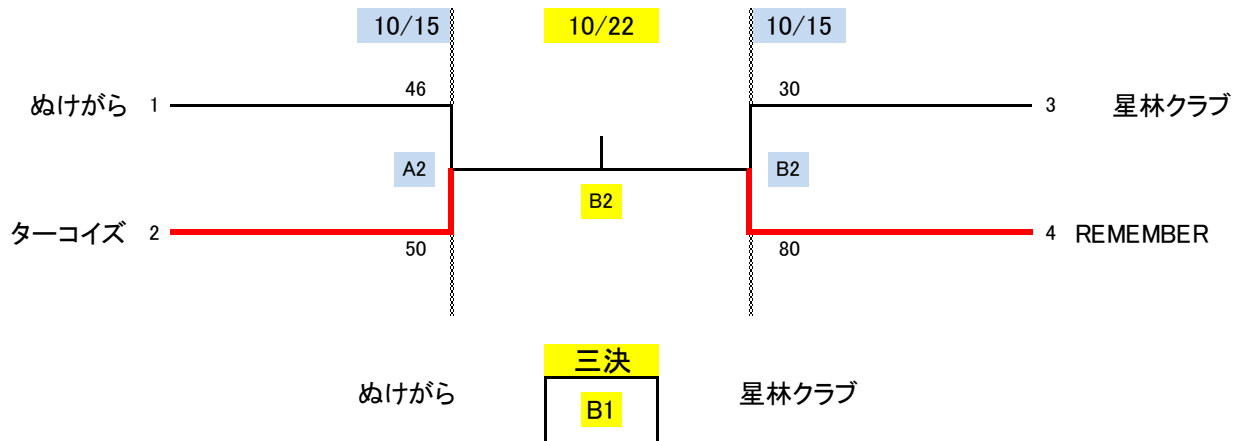 10/15 10/22 10/15
46 30
ぬけがら 1 3 星林クラブ
A2 B2
B2
ターコイズ 2 4 REMEMBER
50 80
三決
ぬけがら 星林クラブ
B1